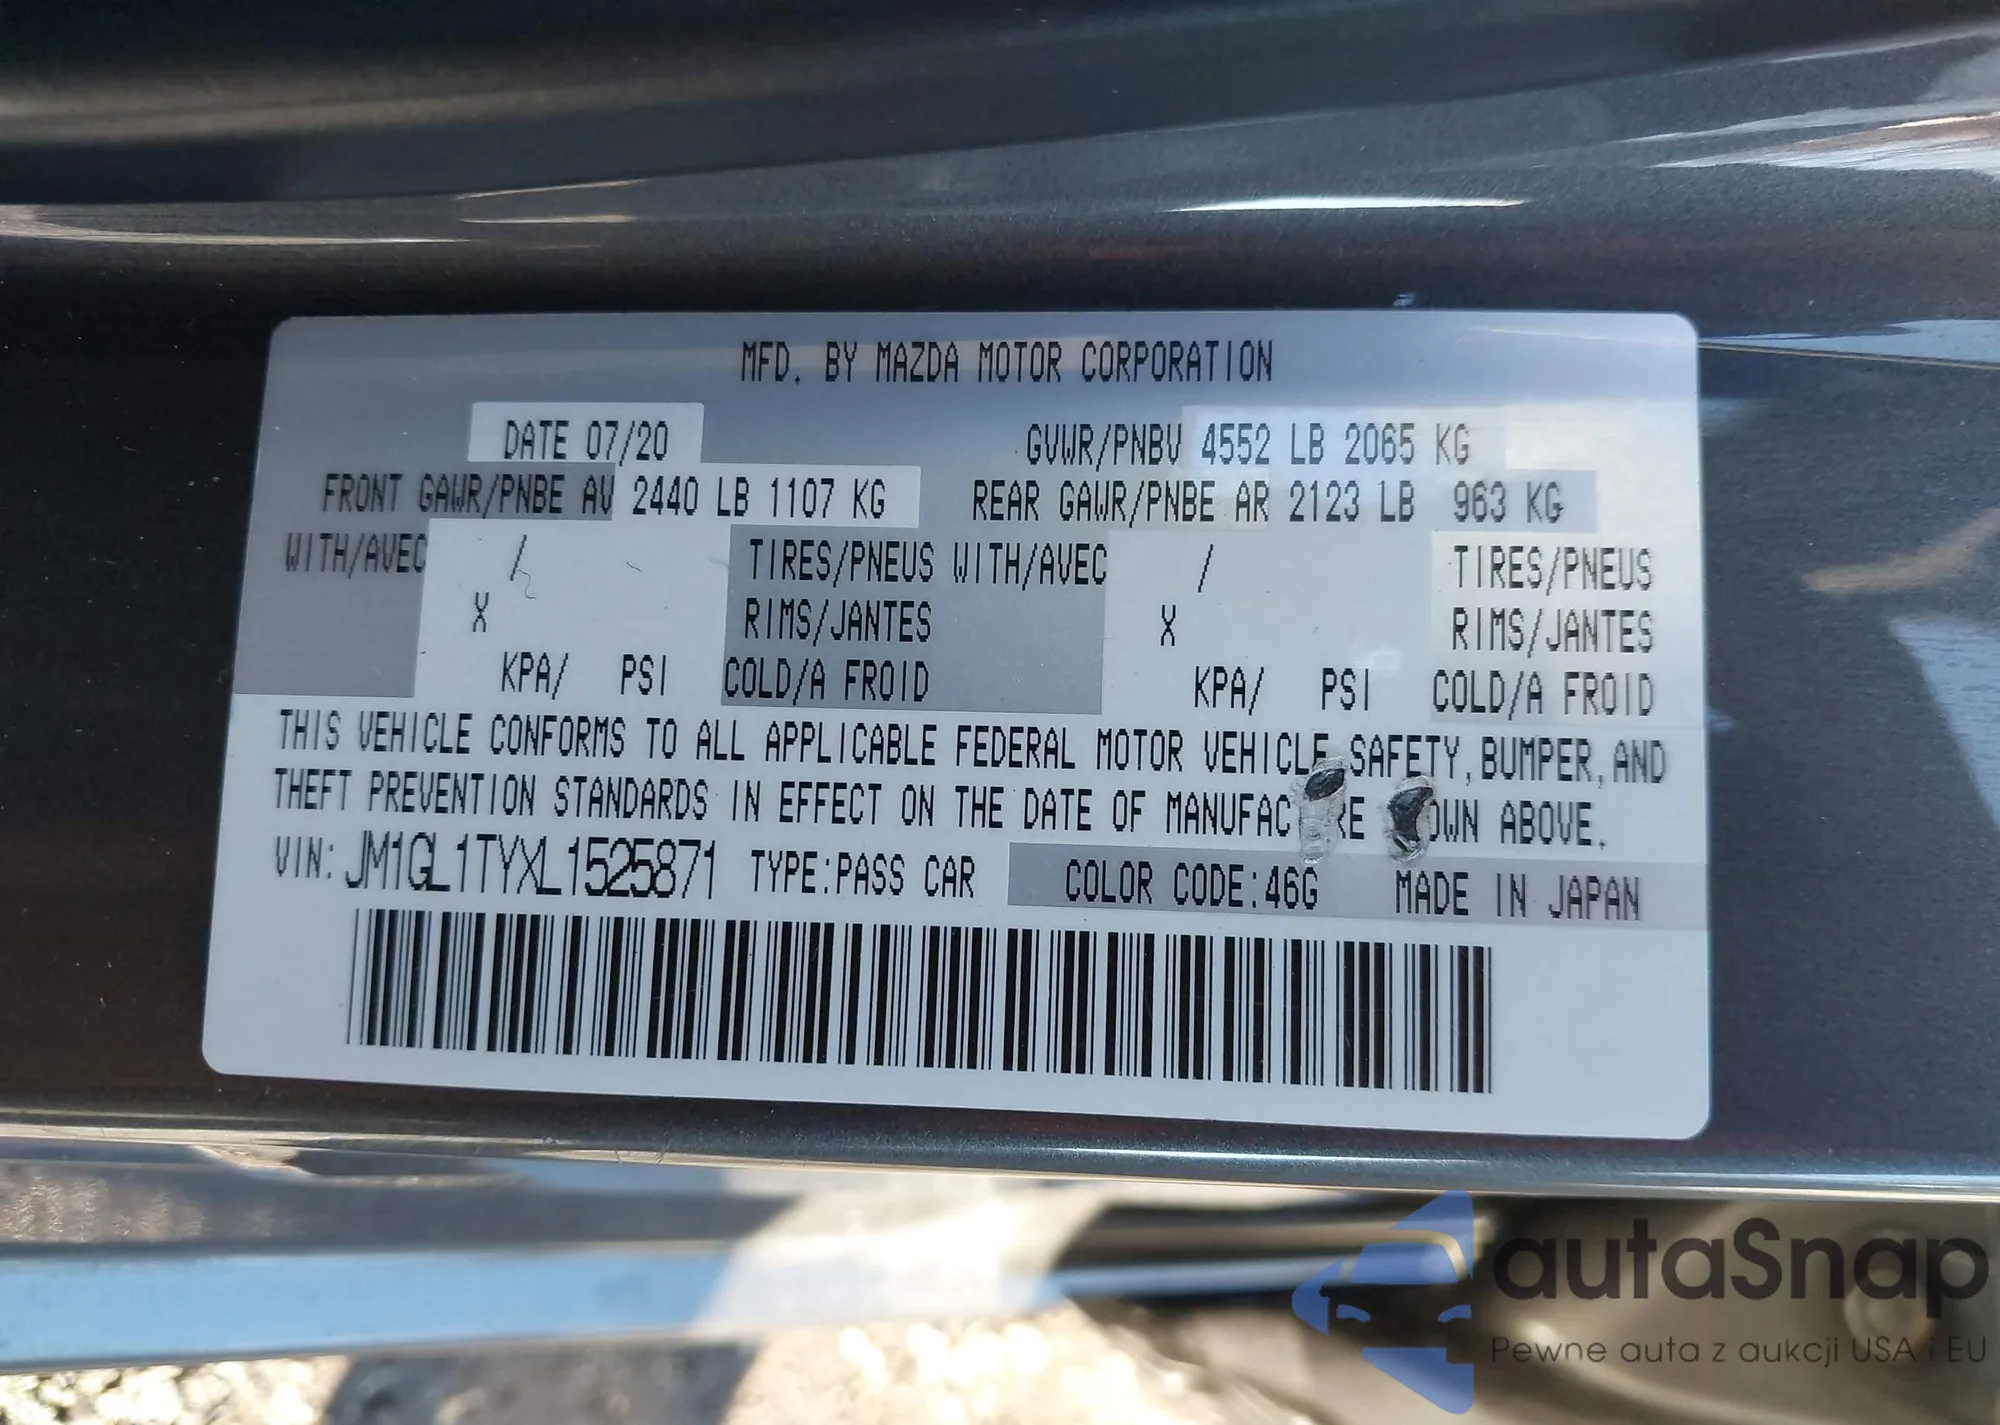 MFD. BY MAZDA MOTOR CORPORATION
DATE 07/20 GVWR/PNBV 4552 LB 2065 KG
FRONT GAWR/PNBE AV 2440 LB 1107 KG REAR GAWR/PNBE AR 2123 LB 963 KG
WITH/AVEC / TIRES/PNEUS WITH/AVEC / TIRES/PNEUS
X RIMS/JANTES X RIMS/JANTES
KPA/ PSI COLD/A FROID KPA/ PSI COLD/A FROID
THIS VEHICLE CONFORMS TO ALL APPLICABLE FEDERAL MOTOR VEHICLE SAFETY, BUMPER, AND
THEFT PREVENTION STANDARDS IN EFFECT ON THE DATE OF ABOVE.
VIN: JM1GL1TYXL1525871 TYPE:PASS CAR COLOR CODE:46G MADE IN JAPAN
autaSnap
Pewne auta z aukcji USA i EU